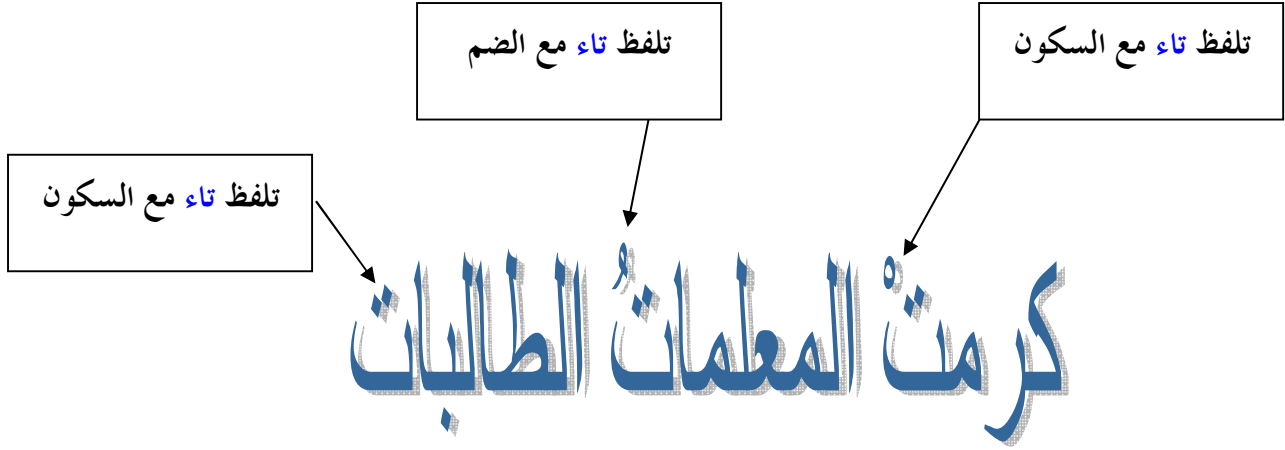 تلفظ تاء مع السكون
تلفظ تاء مع الضم
تلفظ تاء مع السكون
كرمتْ المعلماتُ الطالبات